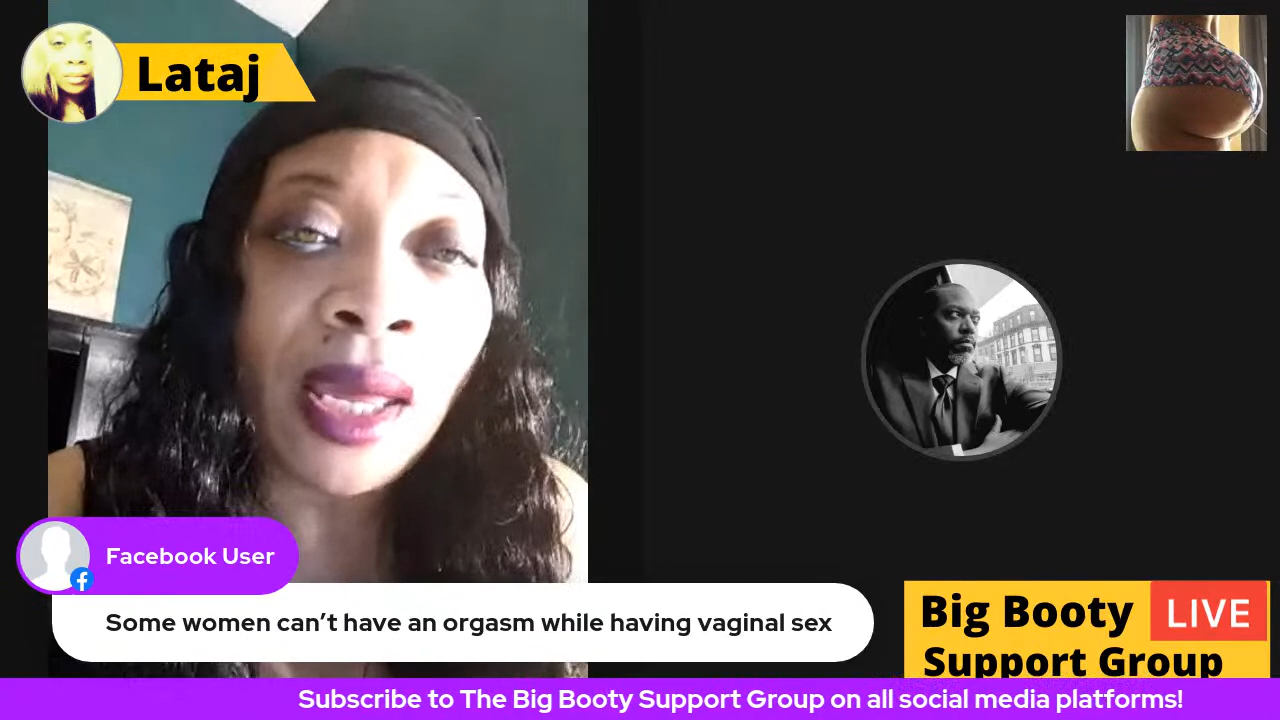 Lataj
Facebook User
Some women can’t have an orgasm while having vaginal sex
Big Booty
LIVE
Support Group
Subscribe to The Big Booty Support Group on all social media platforms!